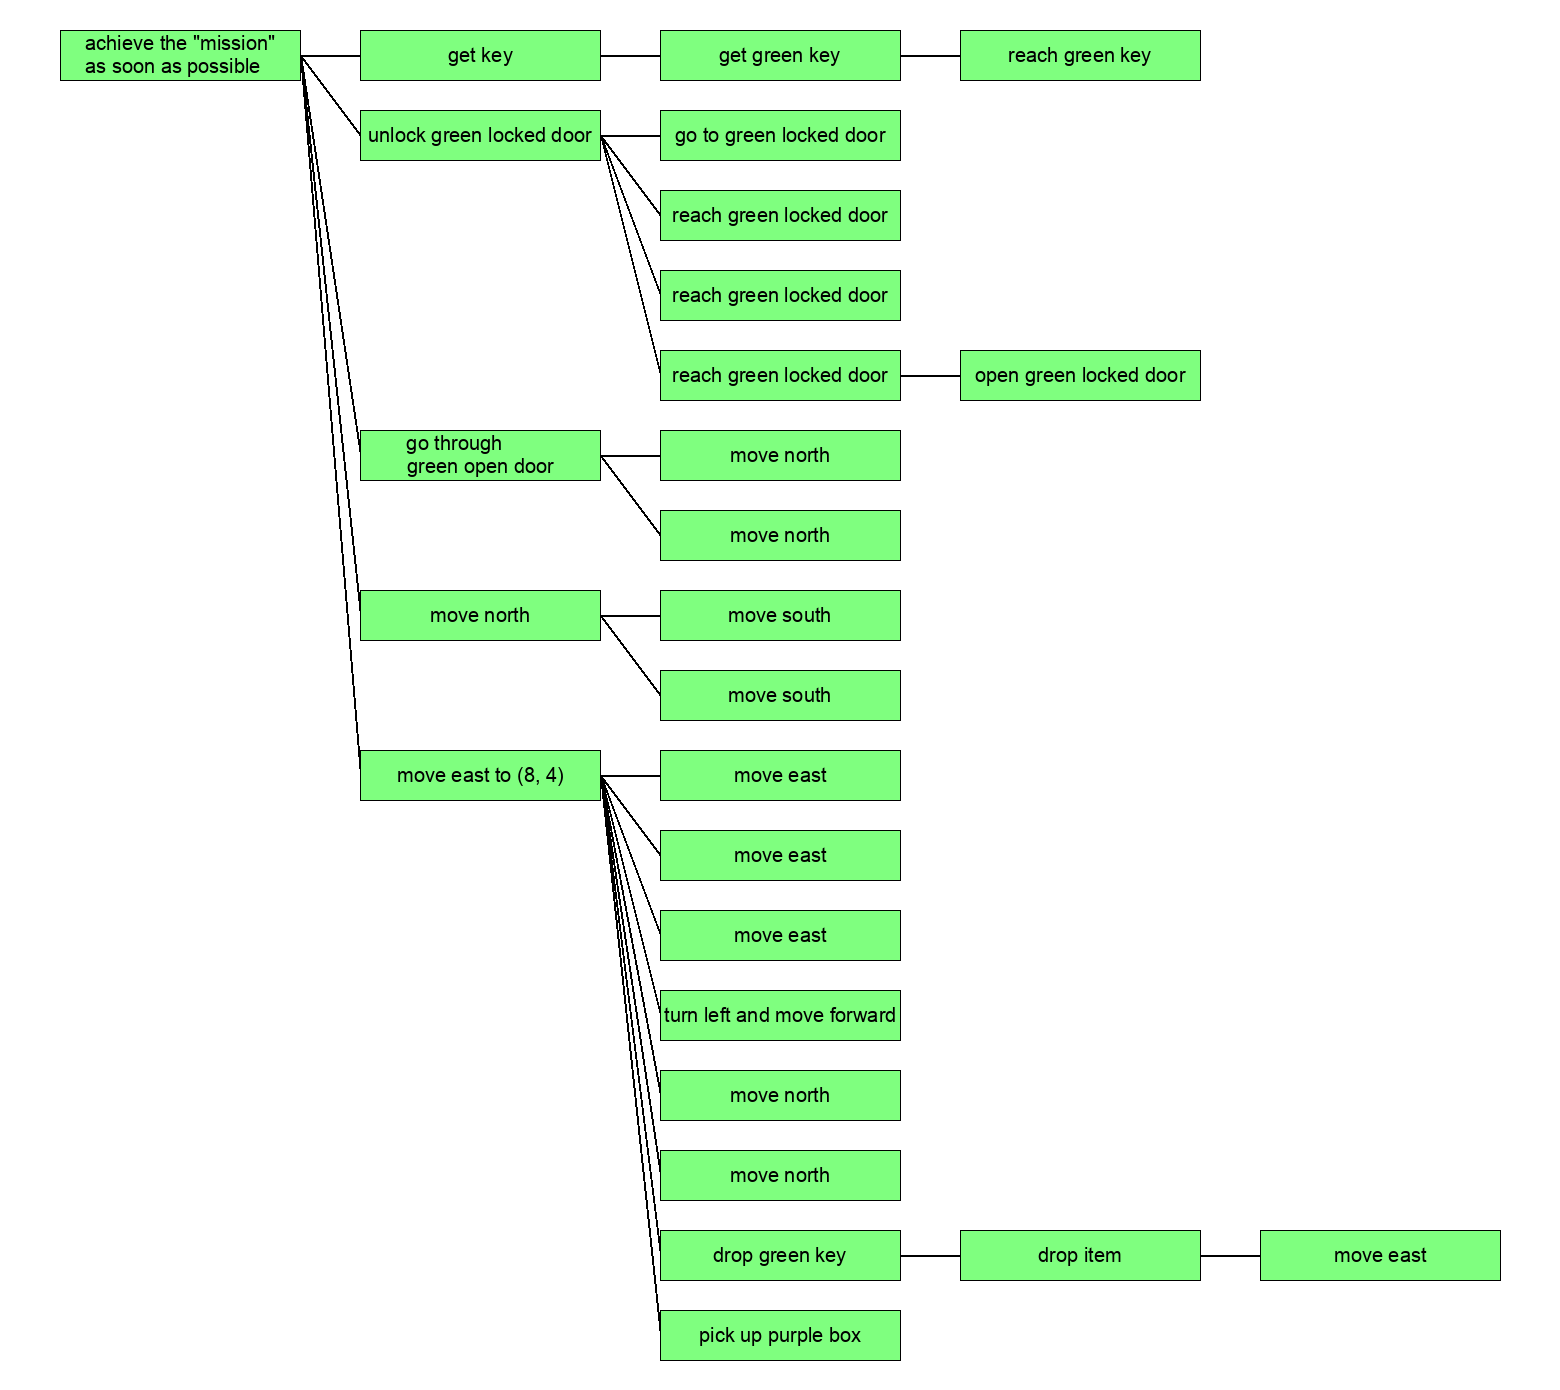 achieve the "mission"
as soon as possible
get key
get green key
reach green key
unlock green locked door
go to green locked door
reach green locked door
reach green locked door
reach green locked door
open green locked door
go through
green open door
move north
move north
move north
move south
move south
move east to (8, 4)
move east
move east
move east
turn left and move forward
move north
move north
drop green key
drop item
move east
pick up purple box